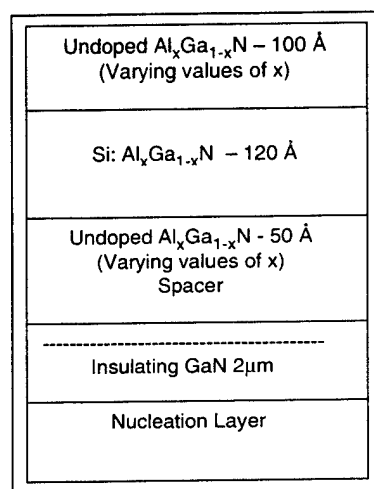 Undoped AlxGa1-xN – 100 Å
(Varying values of x)
Si: AlxGa1-xN – 120 Å
Undoped AlxGa1-xN - 50 Å
(Varying values of x)
Spacer
Insulating GaN 2μm
Nucleation Layer